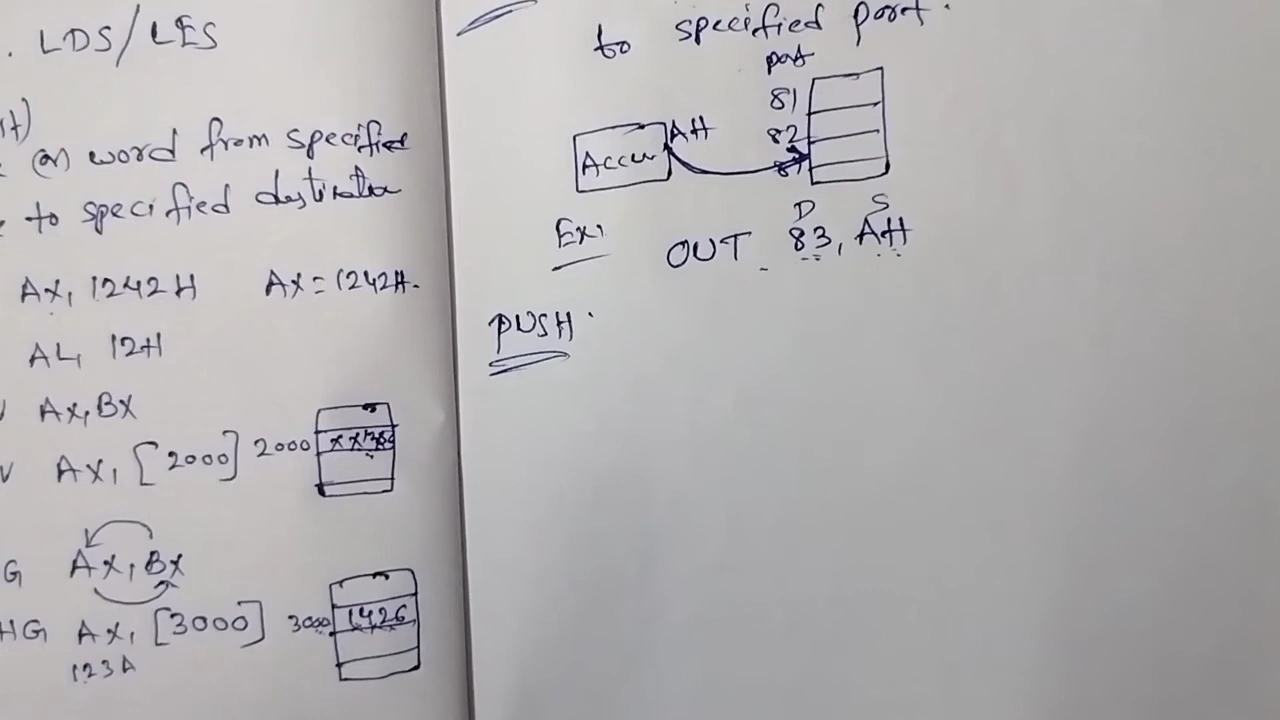 . LDS/LES
(on) word from specified
to specified destination
AX, 1242H AX = 1242H.
AL, 12H
AX, BX
V AX, [2000] 2000
G AX, BX
HG AX, [3000] 3000 1426
123A
to specified port.
port
81
82
Accu AH
D S
Ex: OUT 83, AH
PUSH